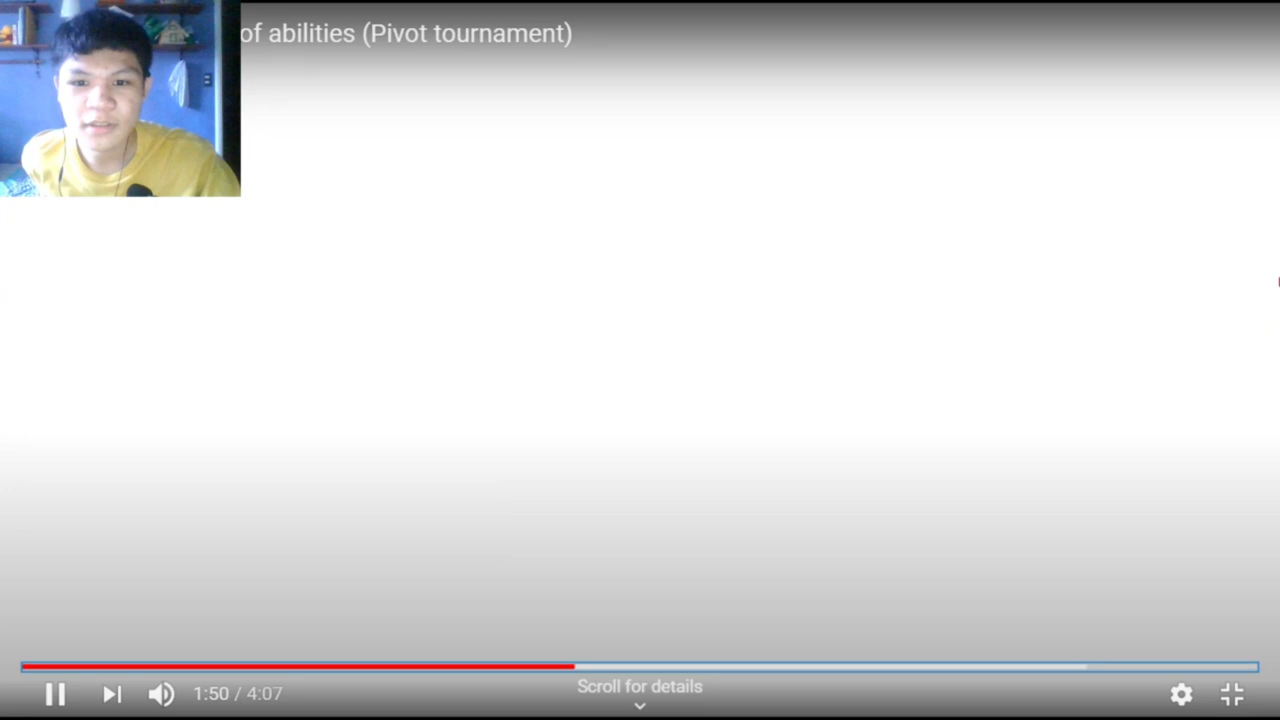 of abilities (Pivot tournament)
1:50 / 4:07
Scroll for details